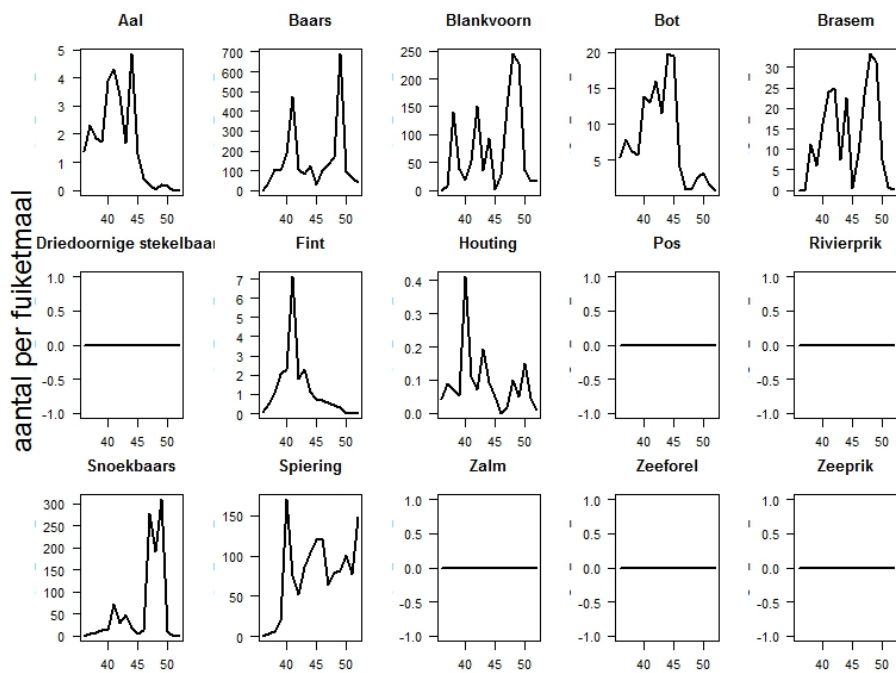 Aal Baars Blankvoorn Bot Brasem
5 700 250 20 30
4 600 200 15 25
3 500 150 10 20
2 400 100 5 15
1 300 50 10
0 200 0 5
100 0
0
40 45 50 40 45 50 40 45 50 40 45 50 40 45 50
aantal per fuiketmaal
Driedoornige stekelbaar Fint Houting Pos Rivierprik
1.0 7 0.4 1.0 1.0
0.5 6 0.3 0.5 0.5
0.0 5 0.2 0.0 0.0
-0.5 4 0.1 -0.5 -0.5
-1.0 3 0.0 -1.0 -1.0
2
1
0
40 45 50 40 45 50 40 45 50 40 45 50 40 45 50
Snoekbaars Spiering Zalm Zeeforel Zeeprik
300 150 1.0 1.0 1.0
250 100 0.5 0.5 0.5
200 50 0.0 0.0 0.0
150 0 -0.5 -0.5 -0.5
100 -1.0 -1.0 -1.0
50
0
40 45 50 40 45 50 40 45 50 40 45 50 40 45 50